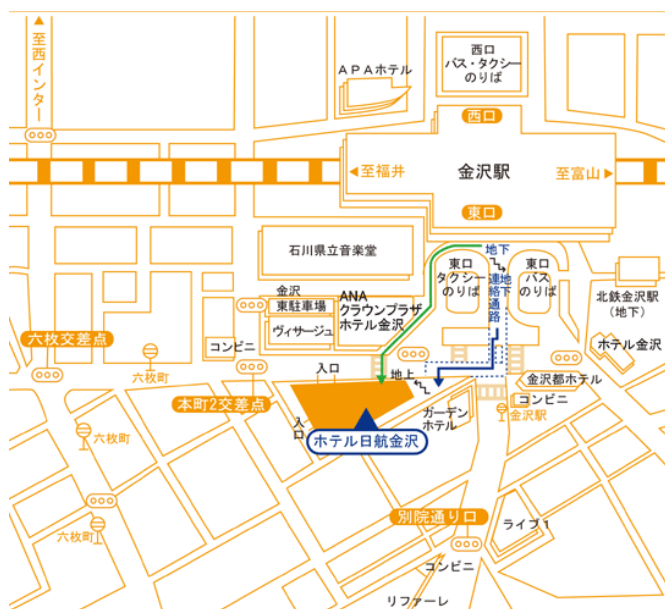 至西インター
APAホテル
西口
バス・タクシー
のりば
西口
至福井
金沢駅
至富山
東口
石川県立音楽堂
地下
東口
タクシー
のりば
地下
連絡通路
東口
バス
のりば
北鉄金沢駅
(地下)
金沢
東駐車場
ヴィサージュ
ANA
クラウンプラザ
ホテル金沢
六枚交差点
コンビニ
ホテル金沢
六枚町
本町2交差点
入口
地上
金沢都ホテル
コンビニ
金沢駅
ガーデン
ホテル
入口
六枚町
ホテル日航金沢
別院通り口
ライブ1
六枚町
コンビニ
リファーレ